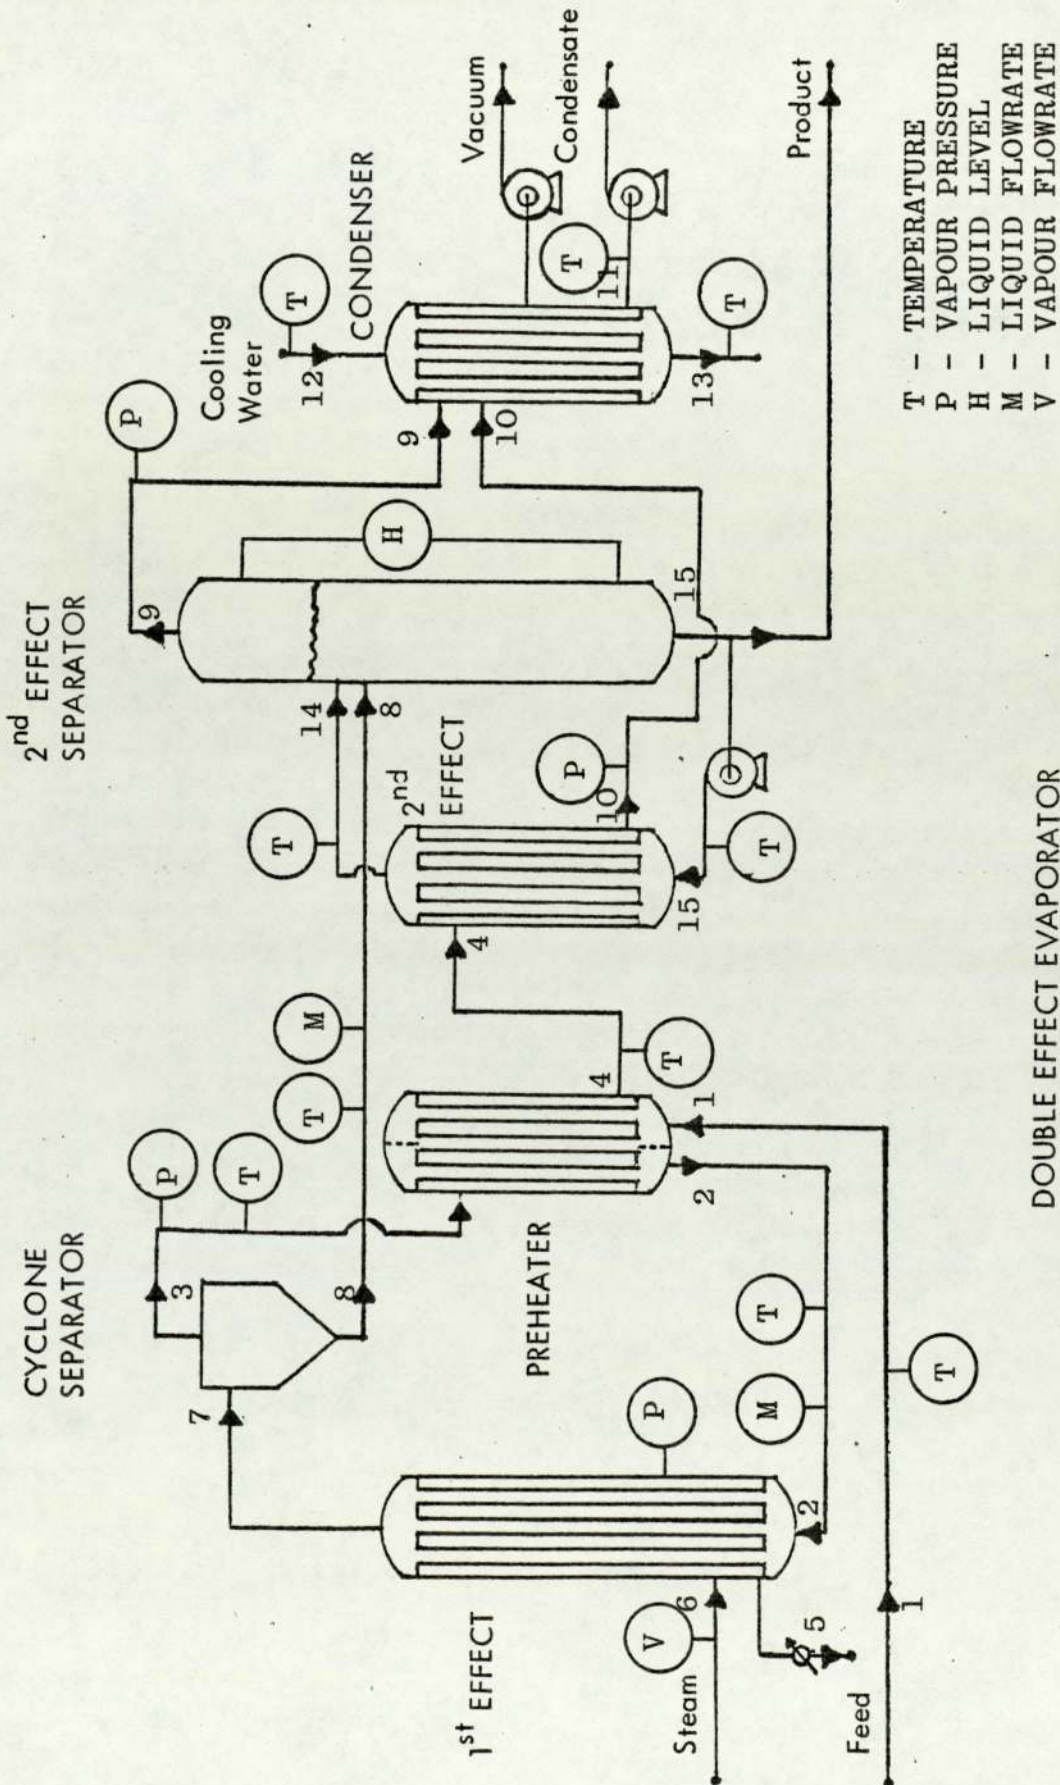 2nd EFFECT
SEPARATOR
CYCLONE
SEPARATOR
P
9
P
3
7
Cooling
Water
T
T
T
12
T
M
14
8
8
CONDENSER
H
9
2nd
EFFECT
10
4
1st EFFECT
PREHEATER
Vacuum
Condensate
P
T
11
4
10
V
P
T
15
Steam
6
2
1
15
13
T
M
T
T
2
5
Product
Feed
1
T
T - TEMPERATURE
P - VAPOUR PRESSURE
H - LIQUID LEVEL
M - LIQUID FLOWRATE
V - VAPOUR FLOWRATE
DOUBLE EFFECT EVAPORATOR